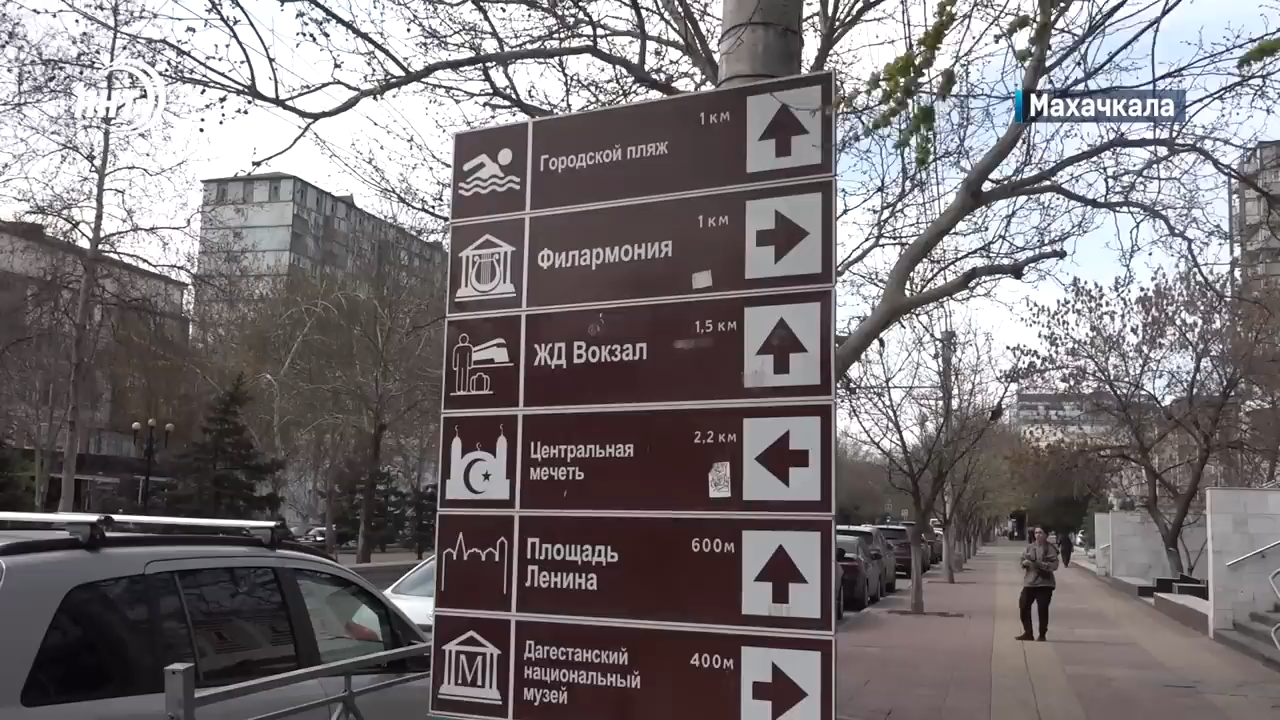 ННТ
Махачкала
1 км
Городской пляж
1 км
Филармония
1,5 км
ЖД Вокзал
2,2 км
Центральная
мечеть
600м
Площадь
Ленина
400м
Дагестанский
национальный
музей
М